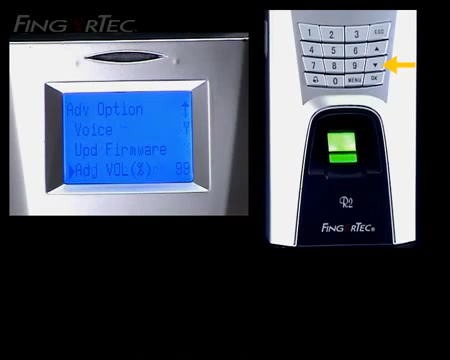 FINGERTEC
Adv Option
Voice Y
Upd Firmware
Adj VOL(%) 99
1 2 3 ESC
4 5 6 ▲
7 8 9 ▼
0 MENU OK
R2
FINGERTEC®